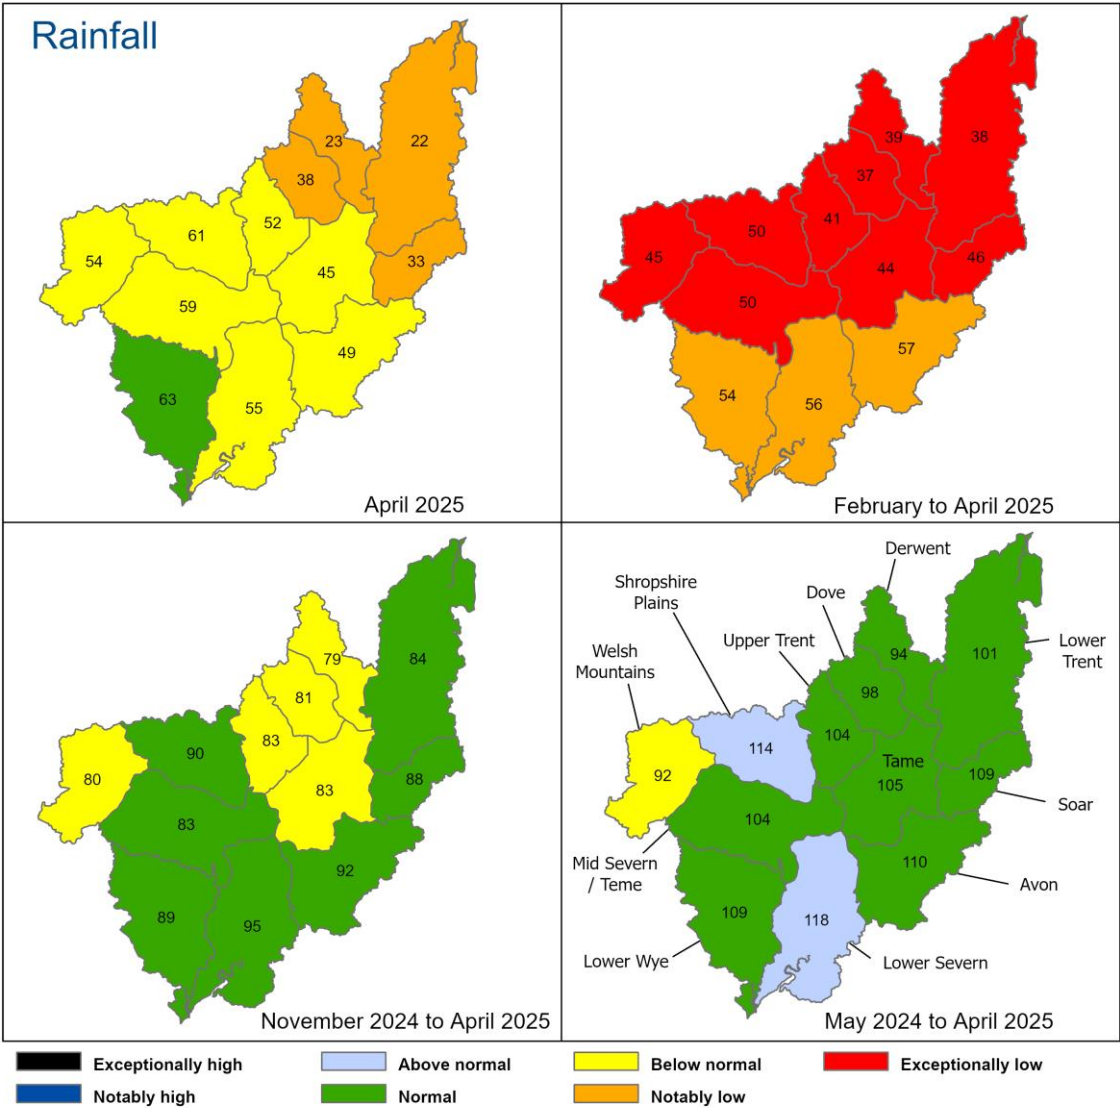 Rainfall
23
22
38
52
61
54
45
33
59
49
63
55
April 2025
39
38
37
41
50
45
46
44
50
57
54
56
February to April 2025
79
84
81
83
90
80
88
83
83
92
89
95
November 2024 to April 2025
Derwent
Shropshire
Plains
Dove
Upper Trent
Welsh
Mountains
Lower
Trent
94
101
98
104
114
Tame
92
105
109
Soar
104
Mid Severn
/ Teme
110
Avon
109
118
Lower Wye
Lower Severn
May 2024 to April 2025
Exceptionally high
Above normal
Below normal
Exceptionally low
Notably high
Normal
Notably low